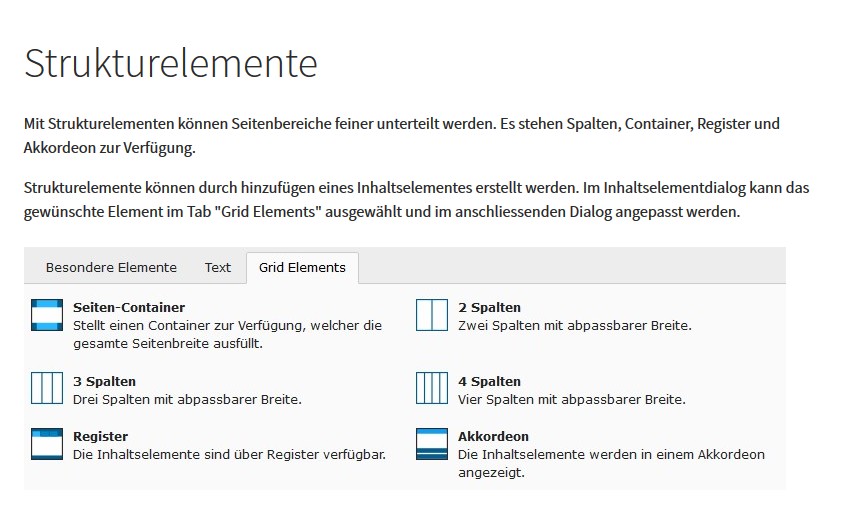 Strukturelemente
Mit Strukturelementen können Seitenbereiche feiner unterteilt werden. Es stehen Spalten, Container, Register und
Akkordeon zur Verfügung.
Strukturelemente können durch hinzufügen eines Inhaltselementes erstellt werden. Im Inhaltselementdialog kann das
gewünschte Element im Tab "Grid Elements" ausgewählt und im anschliessenden Dialog angepasst werden.
Besondere Elemente Text Grid Elements
Seiten-Container
Stellt einen Container zur Verfügung, welcher die
gesamte Seitenbreite ausfüllt.
2 Spalten
Zwei Spalten mit abpassbarer Breite.
3 Spalten
Drei Spalten mit abpassbarer Breite.
4 Spalten
Vier Spalten mit abpassbarer Breite.
Register
Die Inhaltselemente sind über Register verfügbar.
Akkordeon
Die Inhaltselemente werden in einem Akkordeon
angezeigt.